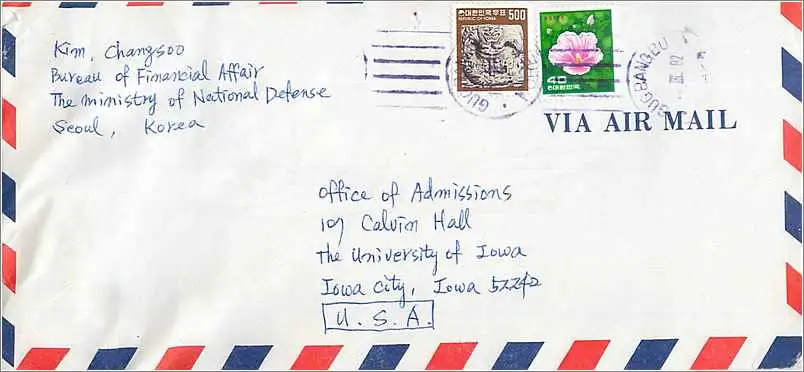 Kim, Changsoo
Bureau of Financial Affair
The ministry of National Defense
Seoul, Korea
대한민국 우표 500
REPUBLIC OF KOREA
40
대한민국
GUGBANGBU
VIA AIR MAIL
Office of Admissions
107 Calvin Hall
The University of Iowa
Iowa City, Iowa 52242
U.S.A.